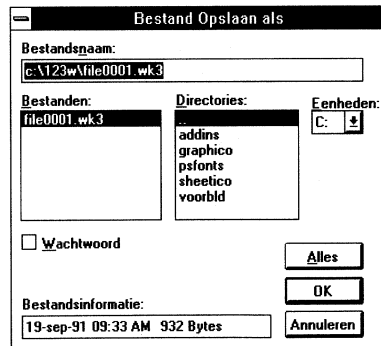 Bestand Opslaan als
Bestandsnaam:
c:\123w\file0001.wk3
Bestanden:
file0001.wk3
Directories:
..
addins
graphico
psfonts
sheetico
voorbld
Eenheden:
C:
Wachtwoord
Alles
OK
Annuleren
Bestandsinformatie:
19-sep-91 09:33 AM 932 Bytes